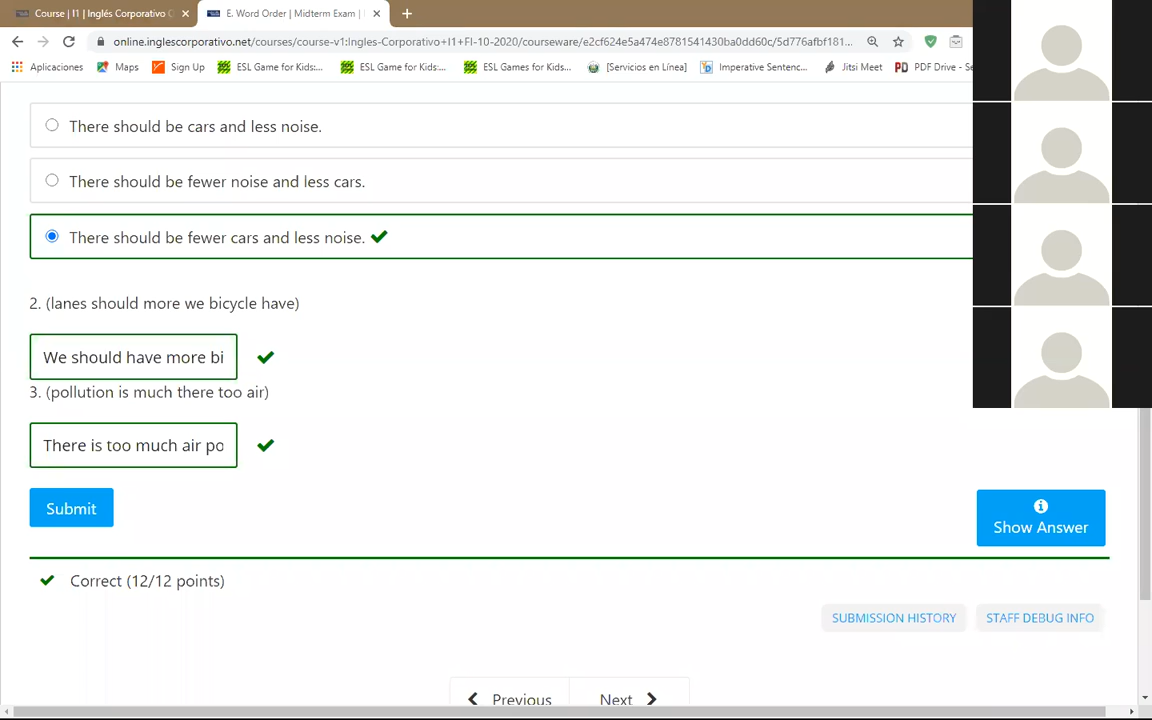 Course | I1 | Inglés Corporativo
E. Word Order | Midterm Exam |
online.inglescorporativo.net/courses/course-v1:Ingles-Corporativo+I1+FI-10-2020/courseware/e2cf624e5a474e8781541430ba0dd60c/5d776afbf181...
Aplicaciones Maps Sign Up ESL Game for Kids:... ESL Game for Kids:... ESL Games for Kids... [Servicios en Línea] Imperative Sentenc... Jitsi Meet PDF Drive - Se
There should be cars and less noise.
There should be fewer noise and less cars.
There should be fewer cars and less noise.
2. (lanes should more we bicycle have)
We should have more bi
3. (pollution is much there too air)
There is too much air po
Submit
Show Answer
Correct (12/12 points)
SUBMISSION HISTORY STAFF DEBUG INFO
Previous Next